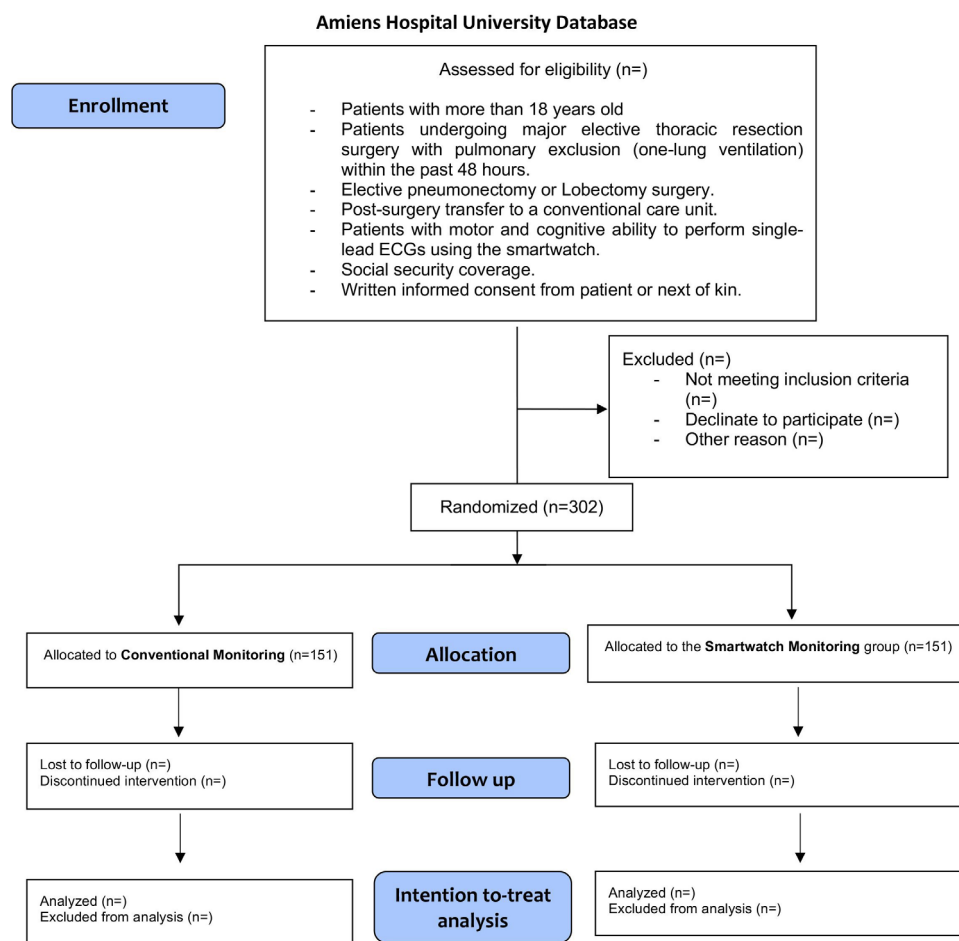 Amiens Hospital University Database
Assessed for eligibility (n=)
Enrollment
- Patients with more than 18 years old
- Patients undergoing major elective thoracic resection
surgery with pulmonary exclusion (one-lung ventilation)
within the past 48 hours.
- Elective pneumonectomy or Lobectomy surgery.
- Post-surgery transfer to a conventional care unit.
- Patients with motor and cognitive ability to perform single-
lead ECGs using the smartwatch.
- Social security coverage.
- Written informed consent from patient or next of kin.
Excluded (n=)
- Not meeting inclusion criteria
(n=)
- Declinate to participate (n=)
- Other reason (n=)
Randomized (n=302)
Allocated to Conventional Monitoring (n=151)
Allocation
Allocated to the Smartwatch Monitoring group (n=151)
Lost to follow-up (n=)
Discontinued intervention (n=)
Follow up
Lost to follow-up (n=)
Discontinued intervention (n=)
Analyzed (n=)
Excluded from analysis (n=)
Intention to-treat
analysis
Analyzed (n=)
Excluded from analysis (n=)